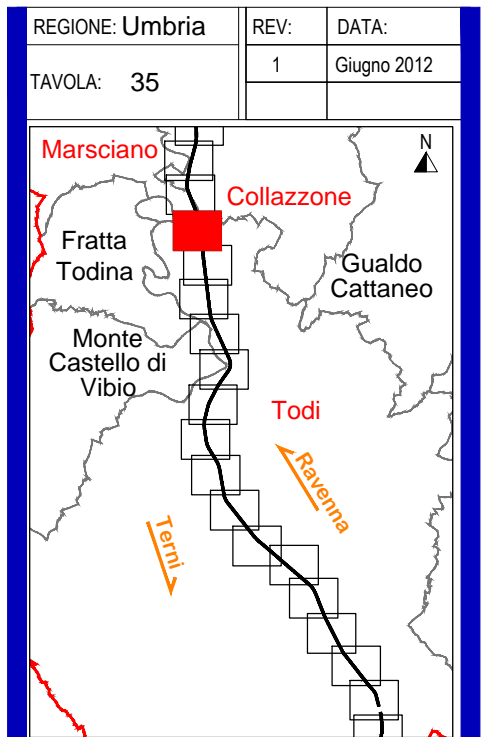 REGIONE: Umbria
REV:
DATA:
TAVOLA: 35
1
Giugno 2012
N
Marsciano
Collazzone
Fratta
Todina
Gualdo
Cattaneo
Monte
Castello di
Vibio
Todi
Ravenna
Terni